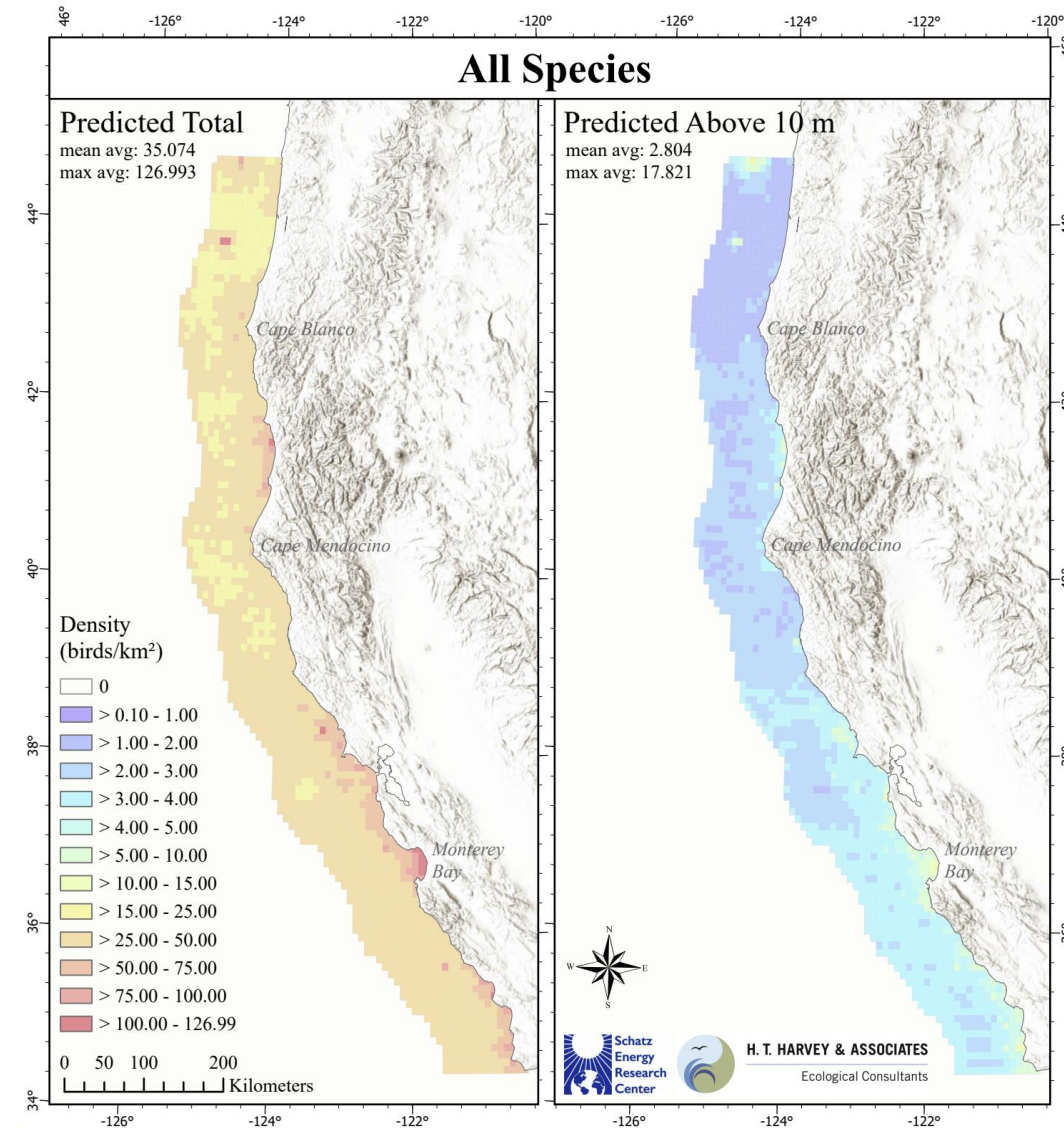 46° -126° -124° -122° -120° -126° -124° -122° -120°
All Species
Predicted Total
mean avg: 35.074
max avg: 126.993
Predicted Above 10 m
mean avg: 2.804
max avg: 17.821
44°
Cape Blanco
Cape Blanco
42°
Cape Mendocino
Cape Mendocino
40°
Density
(birds/km²)
0
> 0.10 - 1.00
> 1.00 - 2.00
38°
> 2.00 - 3.00
> 3.00 - 4.00
> 4.00 - 5.00
> 5.00 - 10.00
> 10.00 - 15.00
> 15.00 - 25.00
> 25.00 - 50.00
> 50.00 - 75.00
> 75.00 - 100.00
> 100.00 - 126.99
Monterey
Bay
Monterey
Bay
36°
N
W E
S
0 50 100 200
Kilometers
Schatz
Energy
Research
Center
H. T. HARVEY & ASSOCIATES
Ecological Consultants
34°
-126° -124° -122° -126° -124° -122°